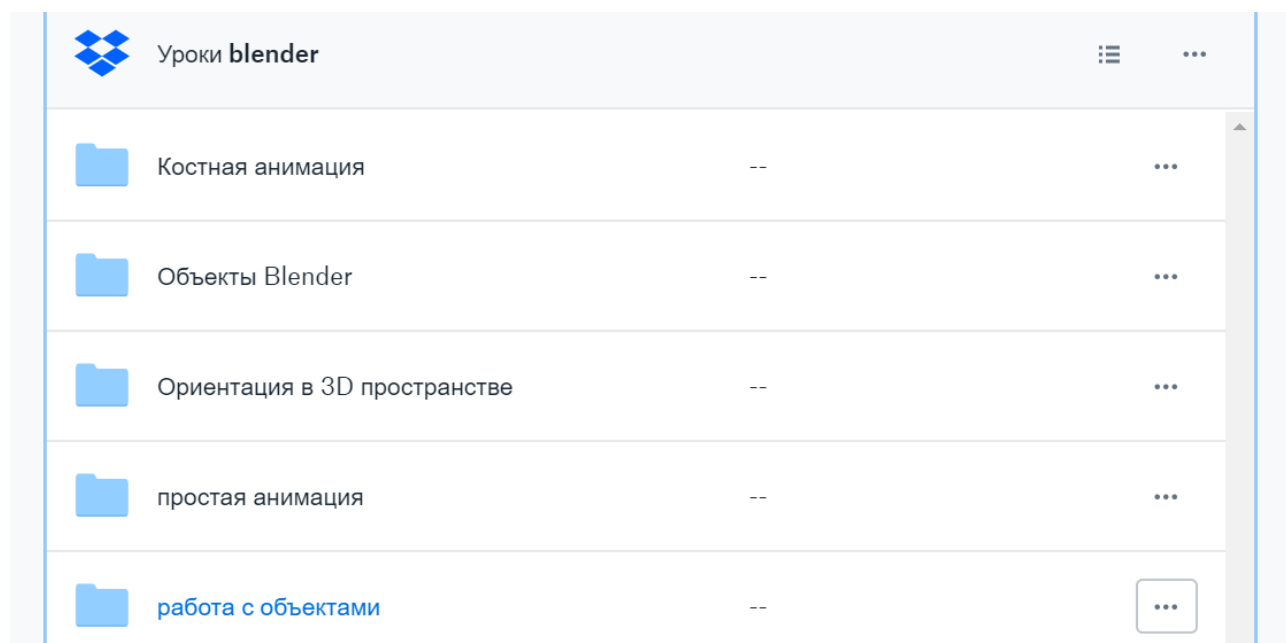 Уроки blender
Костная анимация --
Объекты Blender --
Ориентация в 3D пространстве --
простая анимация --
работа с объектами --